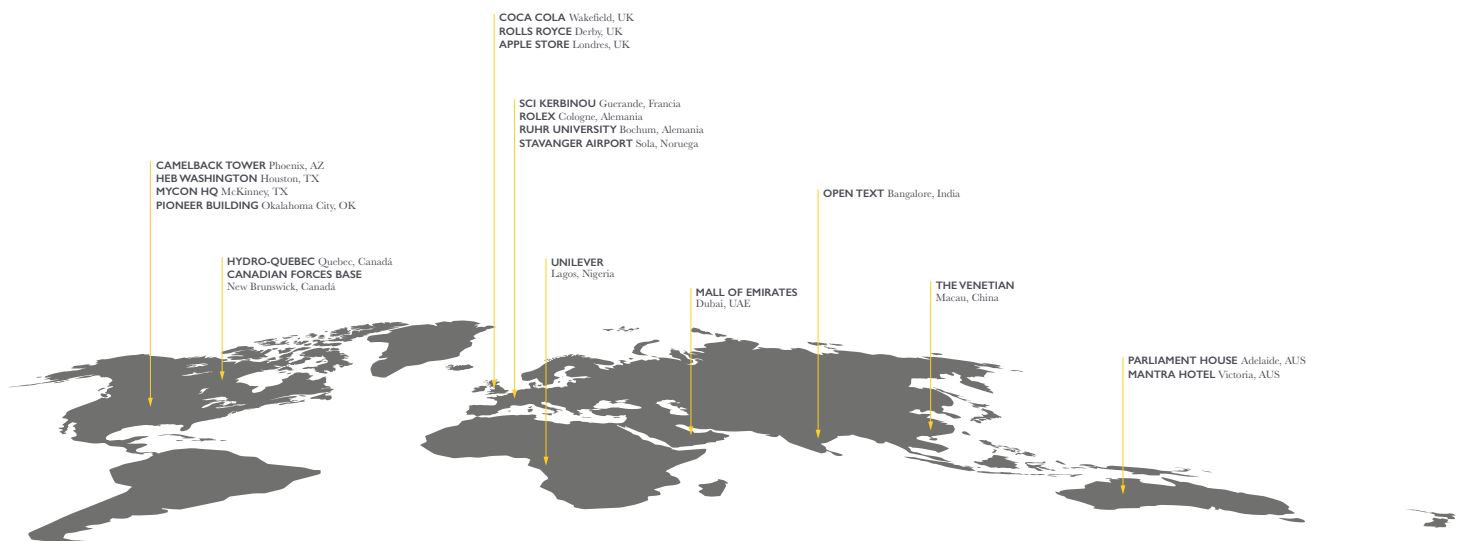 COCA COLA Wakefield, UK
ROLLS ROYCE Derby, UK
APPLE STORE Londres, UK
SCI KERBINOU Guerande, Francia
ROLEX Cologne, Alemania
RUHR UNIVERSITY Bochum, Alemania
STAVANGER AIRPORT Sola, Noruega
CAMELBACK TOWER Phoenix, AZ
HEB WASHINGTON Houston, TX
MYCON HQ McKinney, TX
PIONEER BUILDING Okalahoma City, OK
OPEN TEXT Bangalore, India
HYDRO-QUEBEC Quebec, Canadá
CANADIAN FORCES BASE
New Brunswick, Canadá
UNILEVER
Lagos, Nigeria
MALL OF EMIRATES
Dubai, UAE
THE VENETIAN
Macau, China
PARLIAMENT HOUSE Adelaide, AUS
MANTRA HOTEL Victoria, AUS